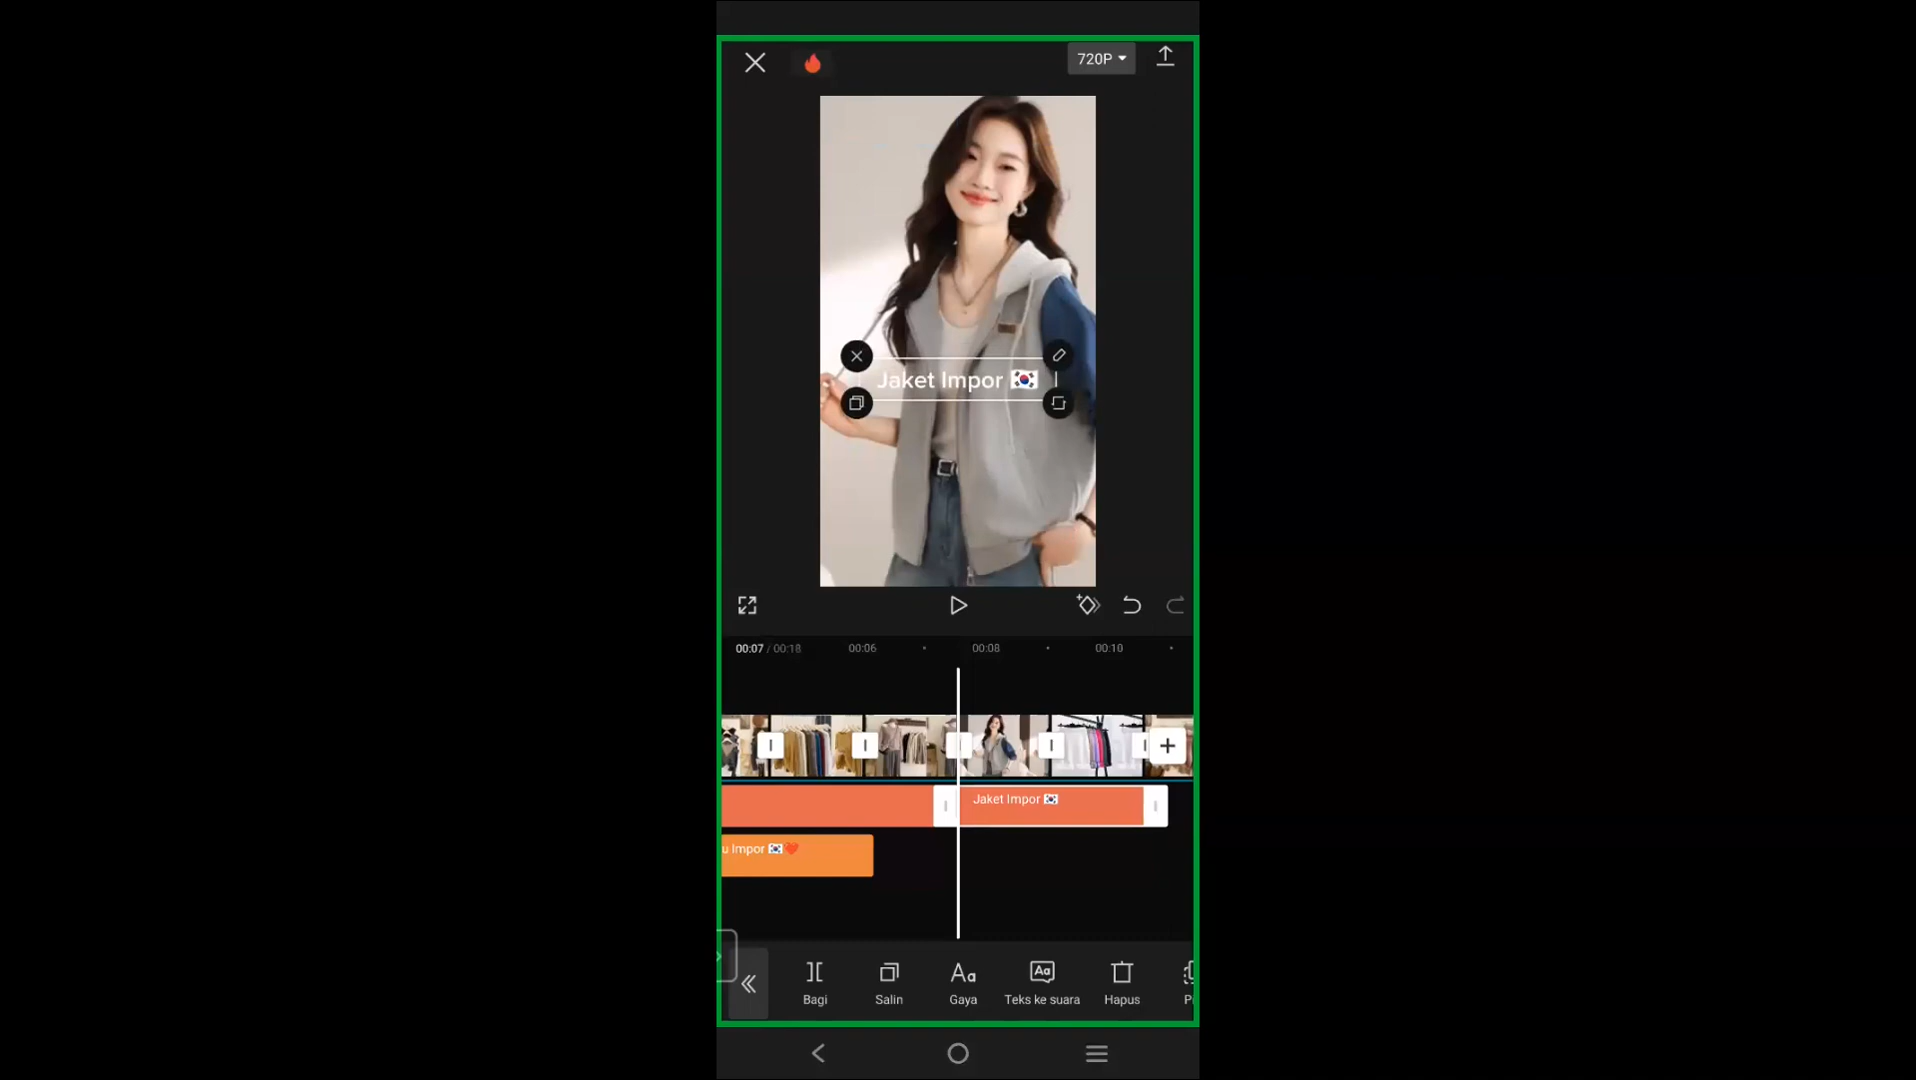 720P
Jaket Impor 🇰🇷
00:07 / 00:18
00:06
00:08
00:10
Jaket Impor 🇰🇷
u Impor 🇰🇷❤️
Bagi
Salin
Gaya
Teks ke suara
Hapus
P